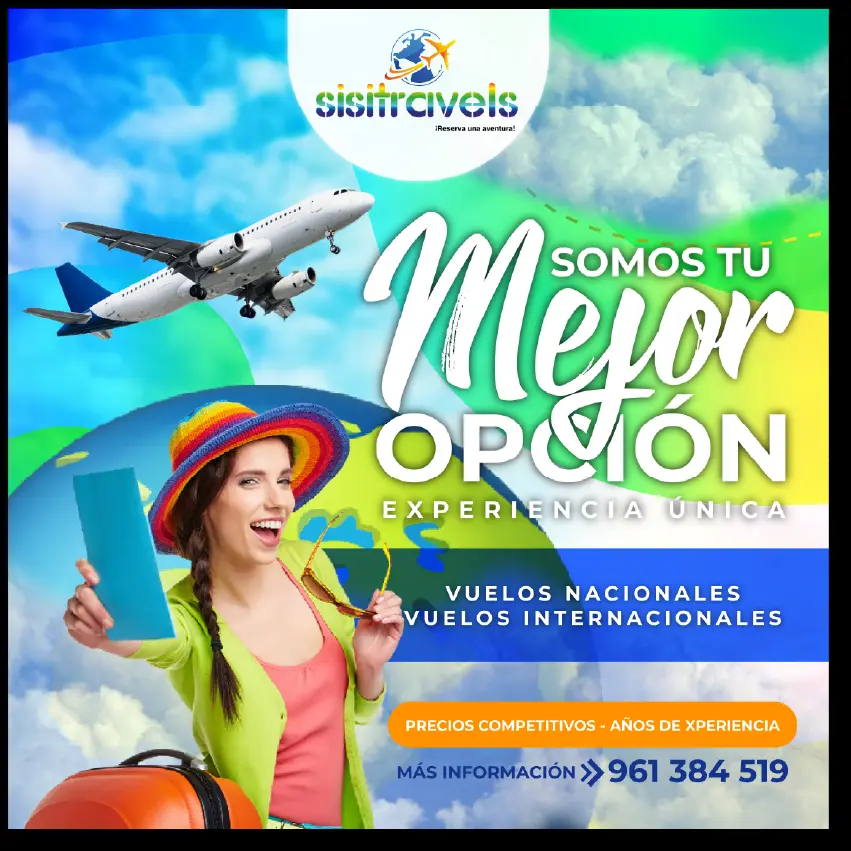 sisitravels
¡Reserva una aventura!
SOMOS TU
Mejor
OPCIÓN
EXPERIENCIA ÚNICA
VUELOS NACIONALES
VUELOS INTERNACIONALES
PRECIOS COMPETITIVOS - AÑOS DE XPERIENCIA
MÁS INFORMACIÓN >> 961 384 519